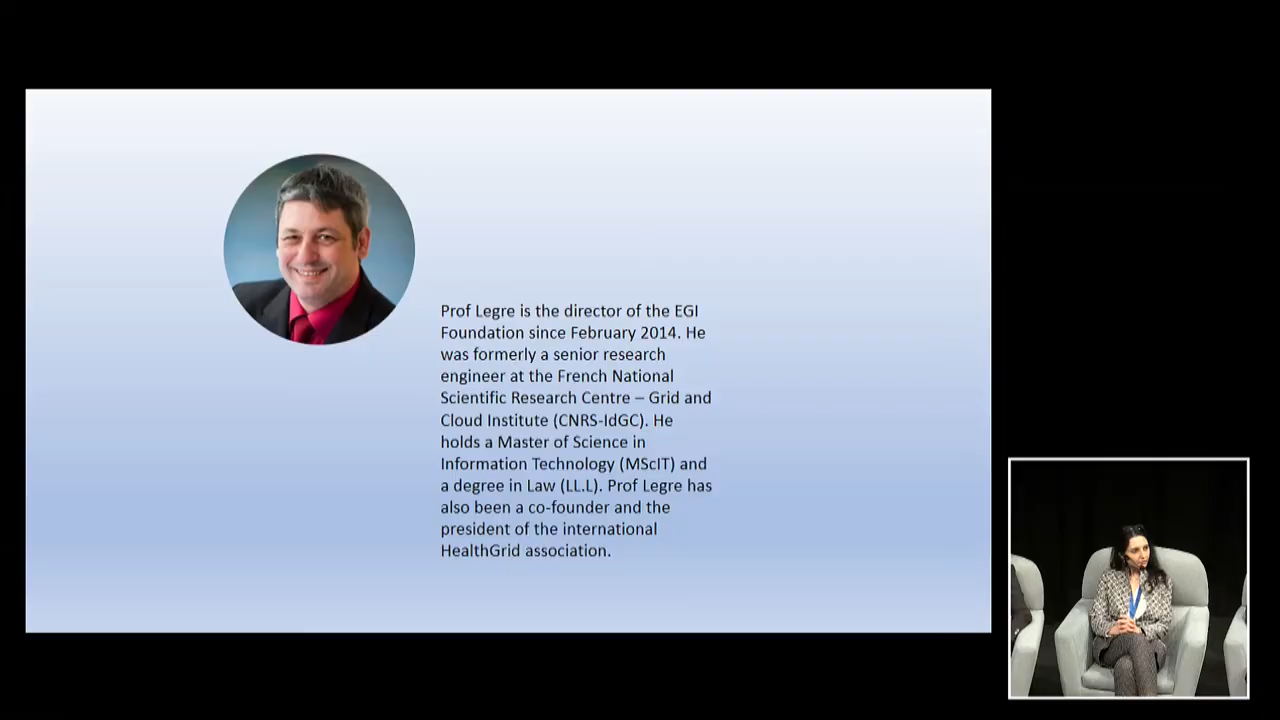 Prof Legre is the director of the EGI
Foundation since February 2014. He
was formerly a senior research
engineer at the French National
Scientific Research Centre – Grid and
Cloud Institute (CNRS-IdGC). He
holds a Master of Science in
Information Technology (MScIT) and
a degree in Law (LL.L). Prof Legre has
also been a co-founder and the
president of the international
HealthGrid association.